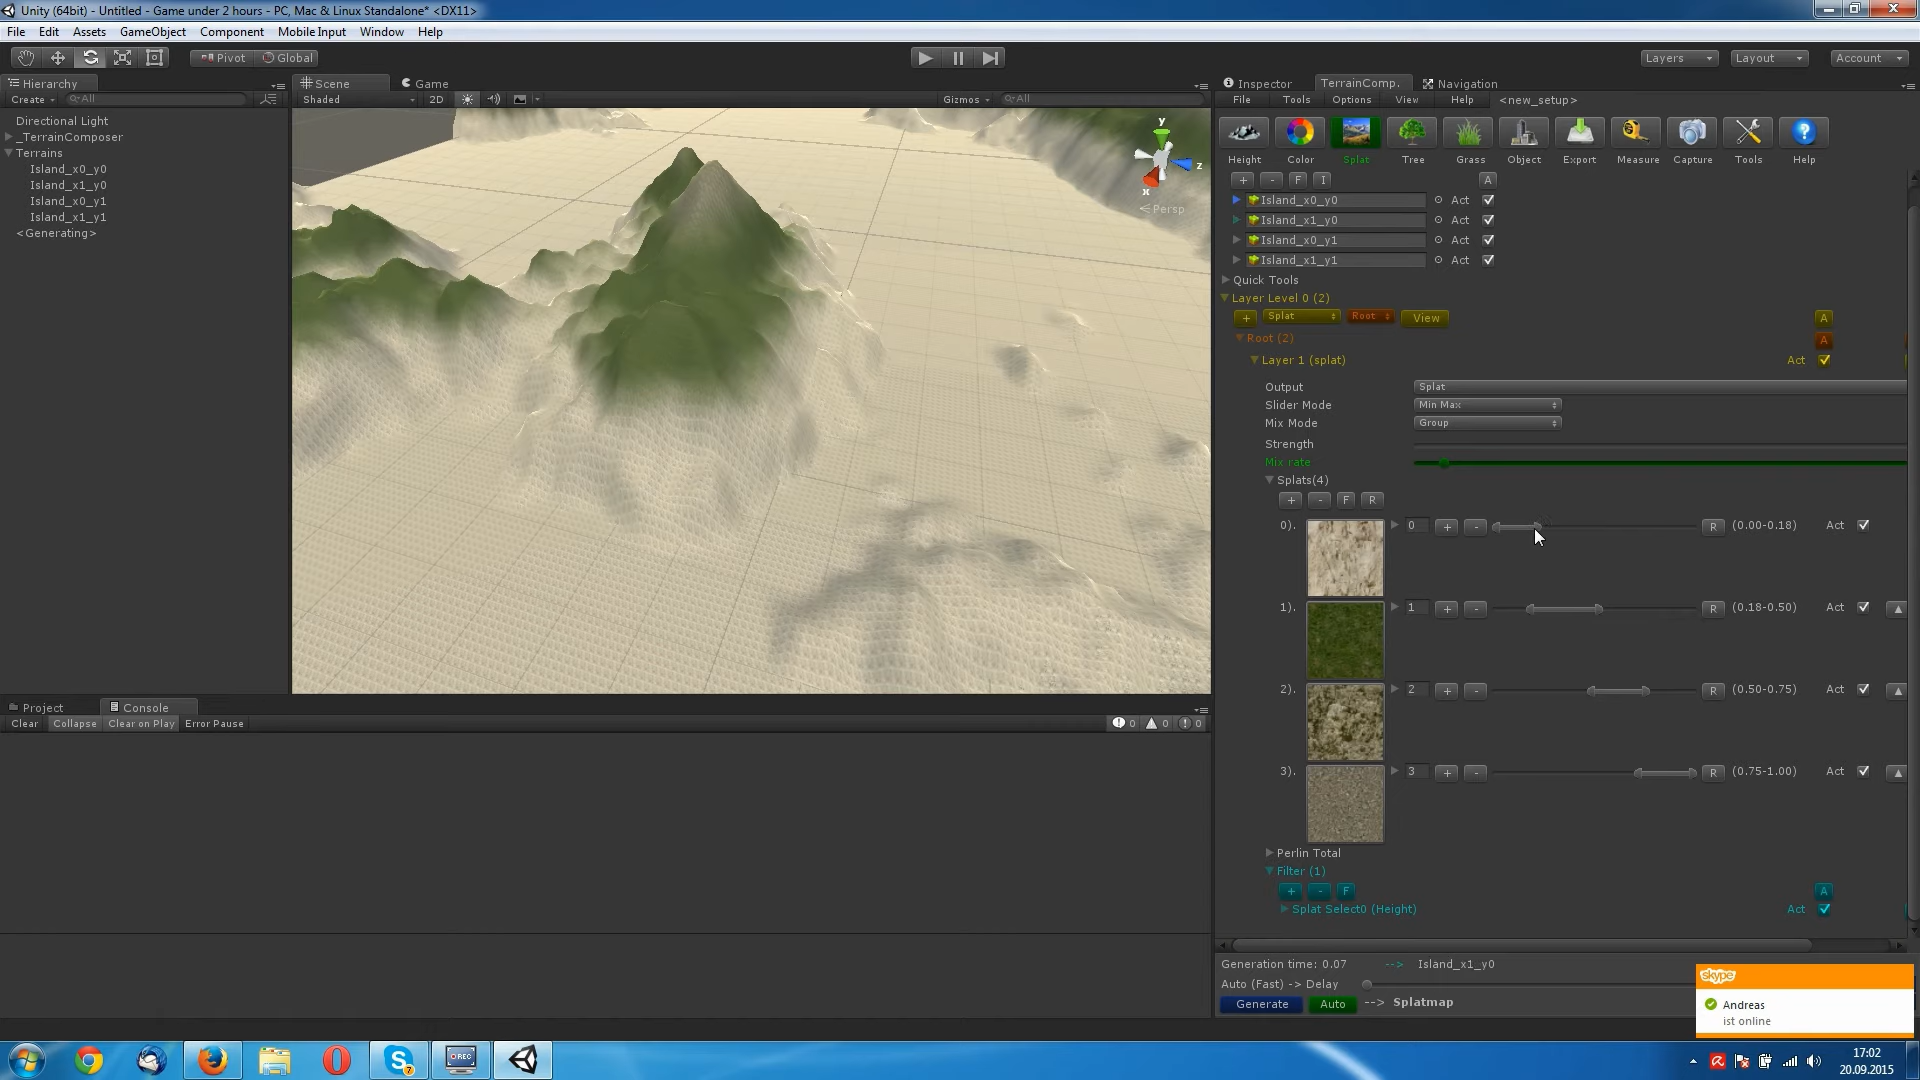 Unity (64bit) - Untitled - Game under 2 hours - PC, Mac & Linux Standalone* <DX11>
File Edit Assets GameObject Component Mobile Input Window Help
Pivot Global Layers Layout Account
Hierarchy Scene Game Inspector TerrainComp. Navigation
Create All Shaded 2D Gizmos All File Tools Options View Help <new_setup>
Directional Light
_TerrainComposer
Terrains
Island_x0_y0
Island_x1_y0
Island_x0_y1
Island_x1_y1
<Generating>
y
z
x
Persp
Height Color Splat Tree Grass Object Export Measure Capture Tools Help
+ - F I A
Island_x0_y0 Act
Island_x1_y0 Act
Island_x0_y1 Act
Island_x1_y1 Act
Quick Tools
Layer Level 0 (2)
+ Splat Root View A
Root (2) A
Layer 1 (splat) Act
Output Splat
Slider Mode Min Max
Mix Mode Group
Strength
Mix rate
Splats(4)
+ - F R
0). 0 + - R (0.00-0.18) Act
1). 1 + - R (0.18-0.50) Act
2). 2 + - R (0.50-0.75) Act
3). 3 + - R (0.75-1.00) Act
Perlin Total
Filter (1)
+ - F A
Splat Select0 (Height) Act
Generation time: 0.07 --> Island_x1_y0
Auto (Fast) -> Delay
Generate Auto --> Splatmap
Project Console
Clear Collapse Clear on Play Error Pause 0 0 0
skype
Andreas
ist online
REC
7
17:02
20.09.2015